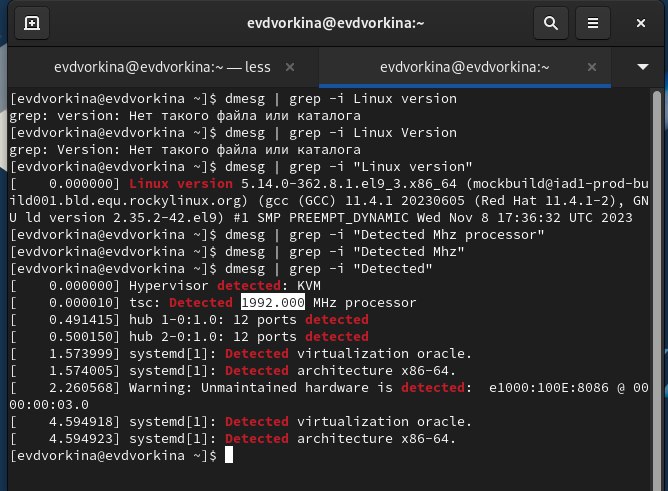 evdvorkina@evdvorkina:~
evdvorkina@evdvorkina:~ — less
evdvorkina@evdvorkina:~
[evdvorkina@evdvorkina ~]$ dmesg | grep -i Linux version
grep: version: Нет такого файла или каталога
[evdvorkina@evdvorkina ~]$ dmesg | grep -i Linux Version
grep: Version: Нет такого файла или каталога
[evdvorkina@evdvorkina ~]$ dmesg | grep -i "Linux version"
[    0.000000] Linux version 5.14.0-362.8.1.el9_3.x86_64 (mockbuild@iad1-prod-bu
ild001.bld.equ.rockylinux.org) (gcc (GCC) 11.4.1 20230605 (Red Hat 11.4.1-2), GN
U ld version 2.35.2-42.el9) #1 SMP PREEMPT_DYNAMIC Wed Nov 8 17:36:32 UTC 2023
[evdvorkina@evdvorkina ~]$ dmesg | grep -i "Detected Mhz processor"
[evdvorkina@evdvorkina ~]$ dmesg | grep -i "Detected Mhz"
[evdvorkina@evdvorkina ~]$ dmesg | grep -i "Detected"
[    0.000000] Hypervisor detected: KVM
[    0.000010] tsc: Detected 1992.000 MHz processor
[    0.491415] hub 1-0:1.0: 12 ports detected
[    0.500150] hub 2-0:1.0: 12 ports detected
[    1.573999] systemd[1]: Detected virtualization oracle.
[    1.574005] systemd[1]: Detected architecture x86-64.
[    2.260568] Warning: Unmaintained hardware is detected:  e1000:100E:8086 @ 00
00:00:03.0
[    4.594918] systemd[1]: Detected virtualization oracle.
[    4.594923] systemd[1]: Detected architecture x86-64.
[evdvorkina@evdvorkina ~]$